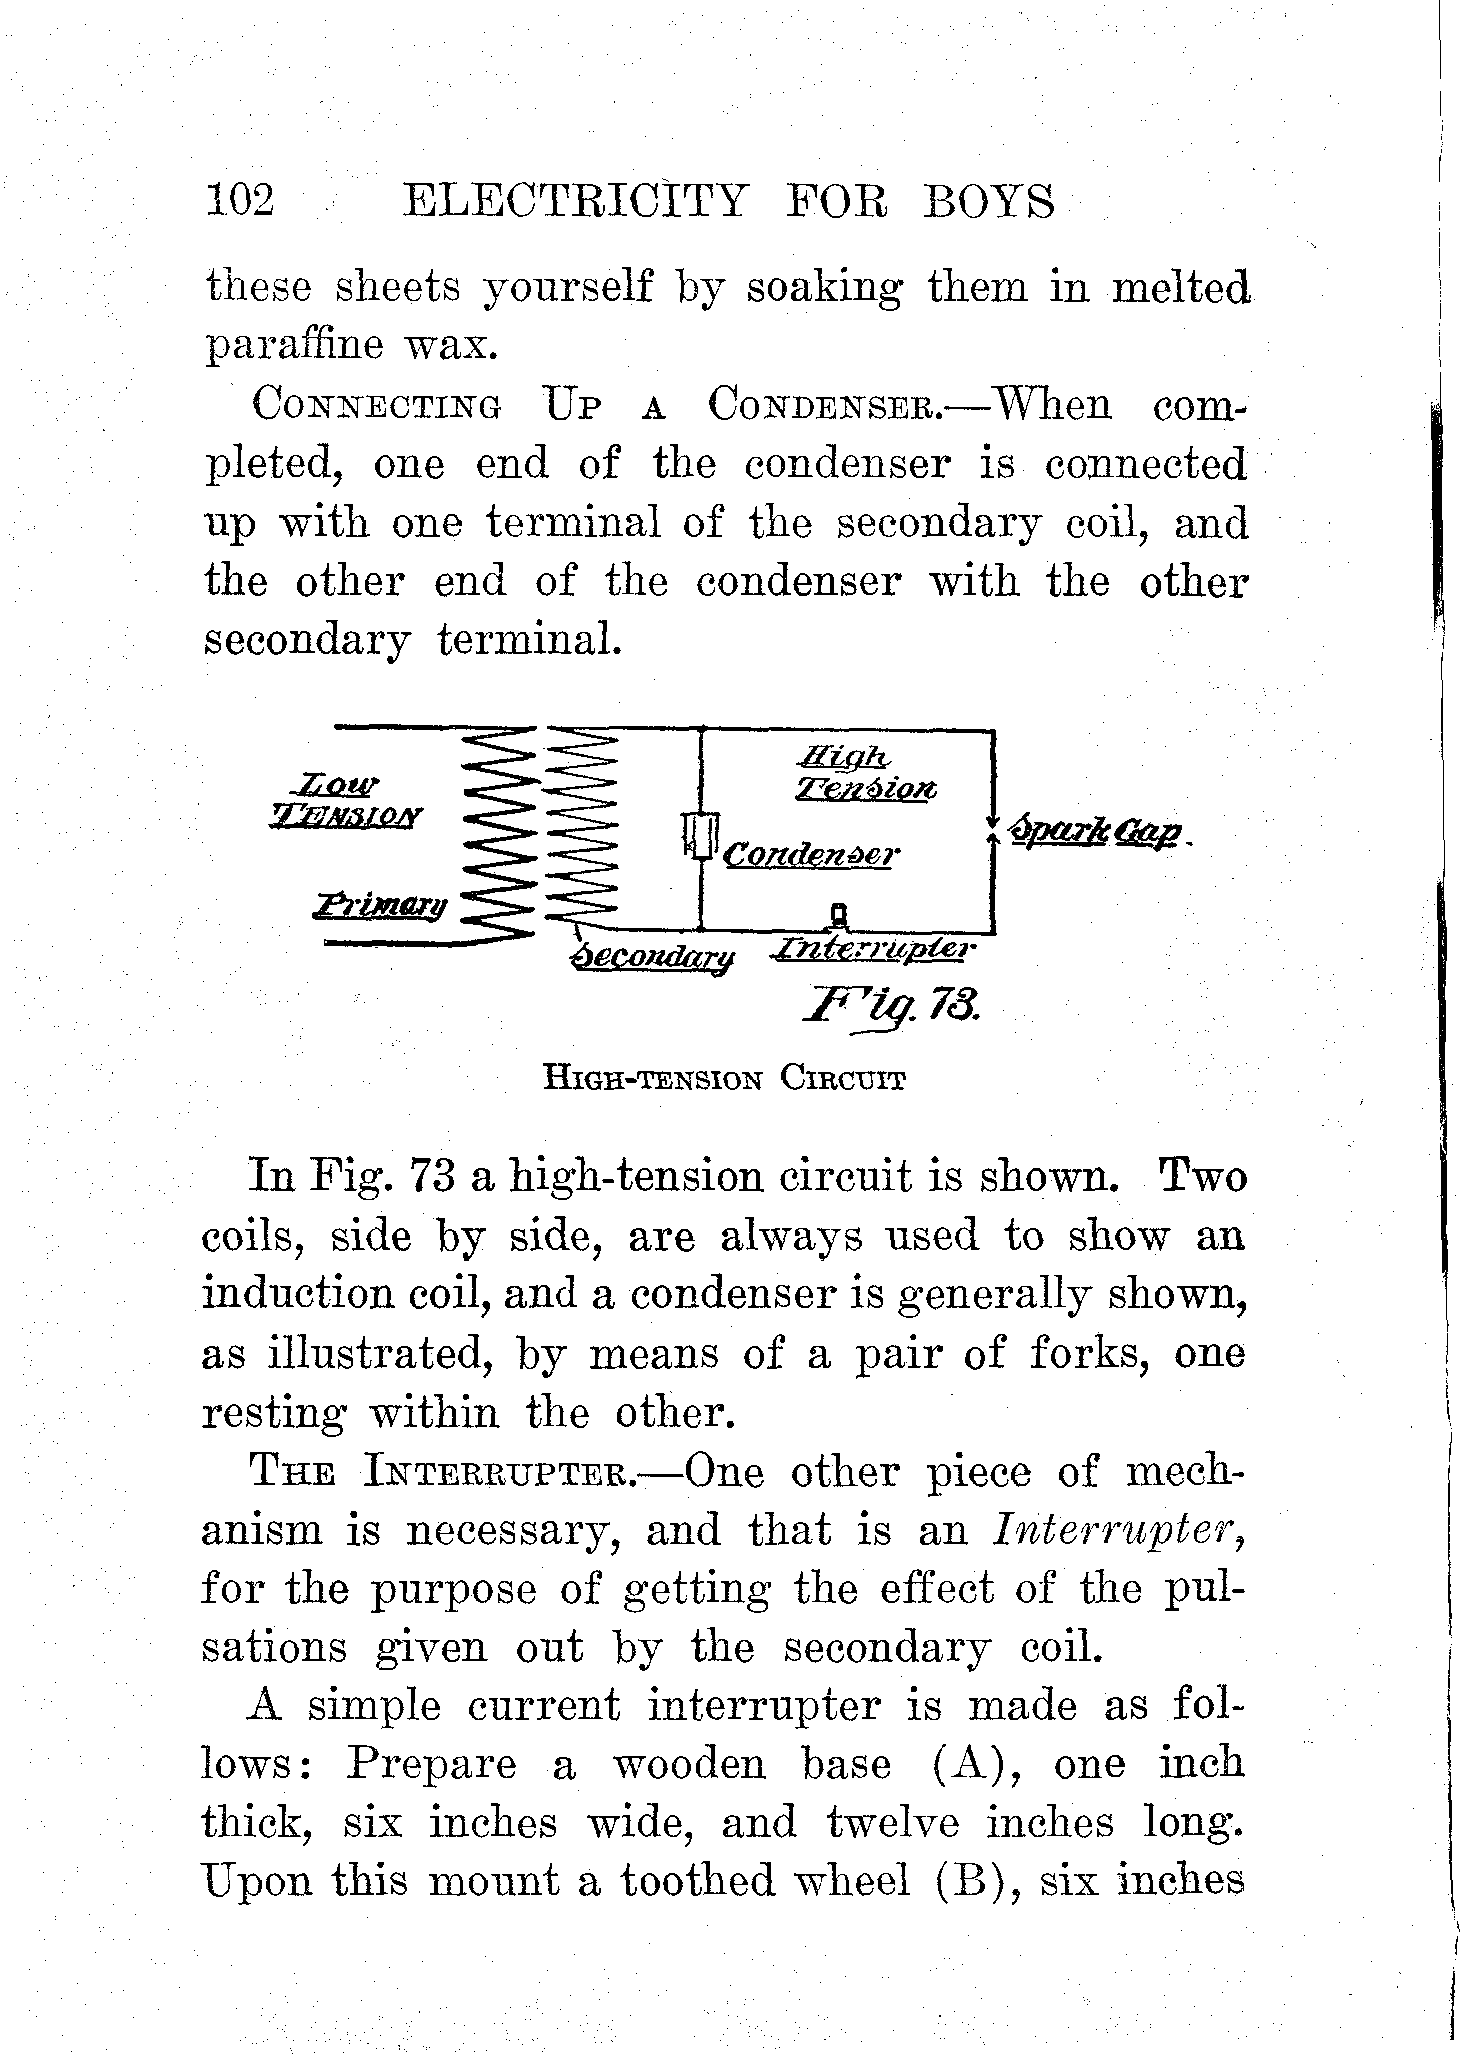 102 ELECTRICITY FOR BOYS
these sheets yourself by soaking them in melted
paraffine wax.
CONNECTING UP A CONDENSER.—When com-
pleted, one end of the condenser is connected
up with one terminal of the secondary coil, and
the other end of the condenser with the other
secondary terminal.
High
Low Tension
TENSION Spark Gap.
Condenser
Primary
Secondary Interrupter
Fig. 73.
HIGH-TENSION CIRCUIT
In Fig. 73 a high-tension circuit is shown. Two
coils, side by side, are always used to show an
induction coil, and a condenser is generally shown,
as illustrated, by means of a pair of forks, one
resting within the other.
THE INTERRUPTER.—One other piece of mech-
anism is necessary, and that is an Interrupter,
for the purpose of getting the effect of the pul-
sations given out by the secondary coil.
A simple current interrupter is made as fol-
lows: Prepare a wooden base (A), one inch
thick, six inches wide, and twelve inches long.
Upon this mount a toothed wheel (B), six inches